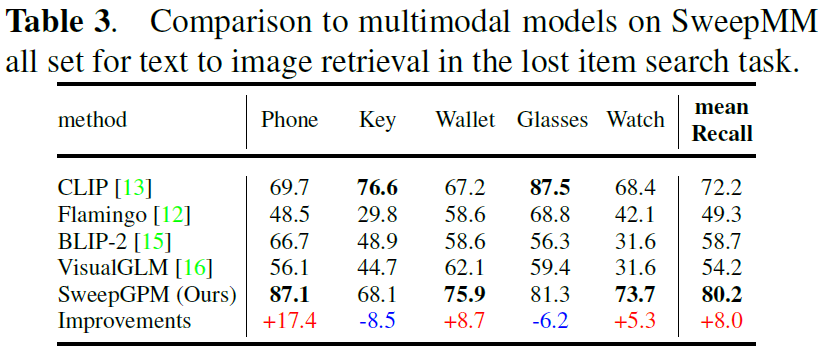 Table 3. Comparison to multimodal models on SweepMM
all set for text to image retrieval in the lost item search task.
method Phone Key Wallet Glasses Watch mean Recall
CLIP [13] 69.7 76.6 67.2 87.5 68.4 72.2
Flamingo [12] 48.5 29.8 58.6 68.8 42.1 49.3
BLIP-2 [15] 66.7 48.9 58.6 56.3 31.6 58.7
VisualGLM [16] 56.1 44.7 62.1 59.4 31.6 54.2
SweepGPM (Ours) 87.1 68.1 75.9 81.3 73.7 80.2
Improvements +17.4 -8.5 +8.7 -6.2 +5.3 +8.0